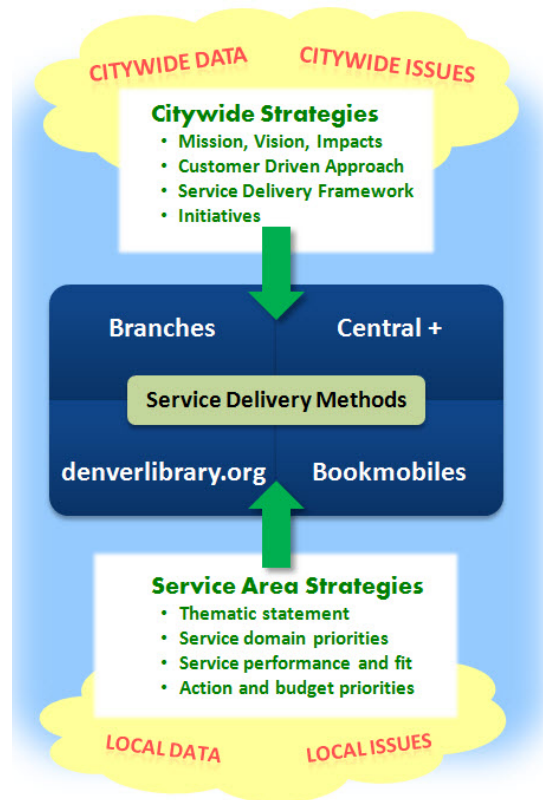 CITYWIDE DATA
CITYWIDE ISSUES
Citywide Strategies
• Mission, Vision, Impacts
• Customer Driven Approach
• Service Delivery Framework
• Initiatives
Branches
Central +
Service Delivery Methods
denverlibrary.org
Bookmobiles
Service Area Strategies
• Thematic statement
• Service domain priorities
• Service performance and fit
• Action and budget priorities
LOCAL DATA
LOCAL ISSUES